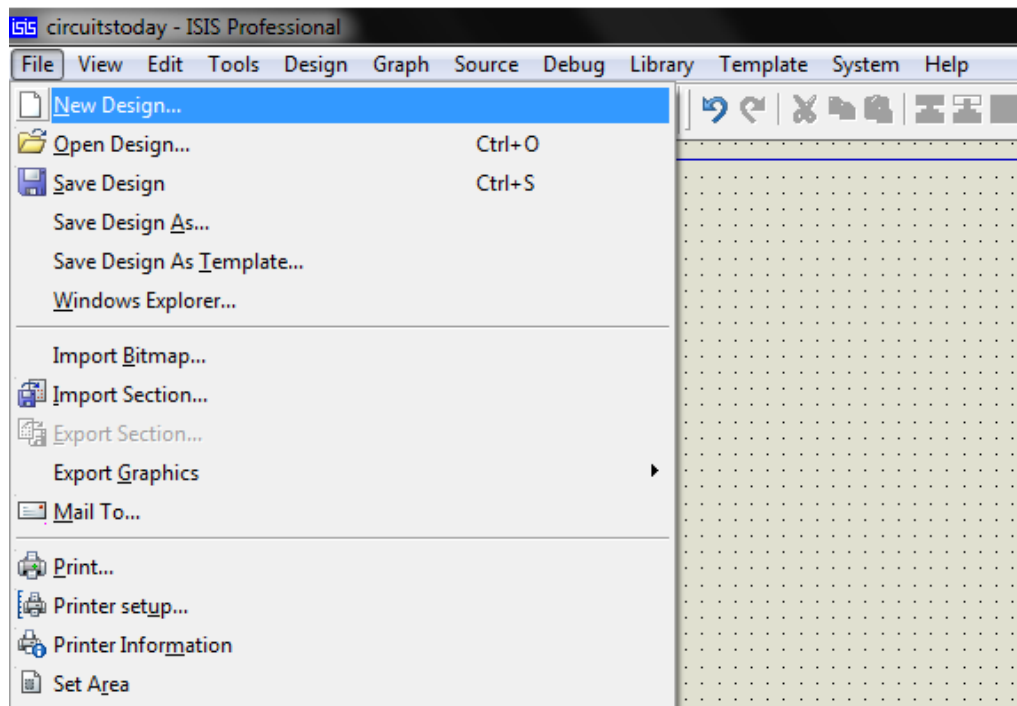 isis circuitstoday - ISIS Professional
File View Edit Tools Design Graph Source Debug Library Template System Help
New Design...
Open Design... Ctrl+O
Save Design Ctrl+S
Save Design As...
Save Design As Template...
Windows Explorer...
Import Bitmap...
Import Section...
Export Section...
Export Graphics
Mail To...
Print...
Printer setup...
Printer Information
Set Area